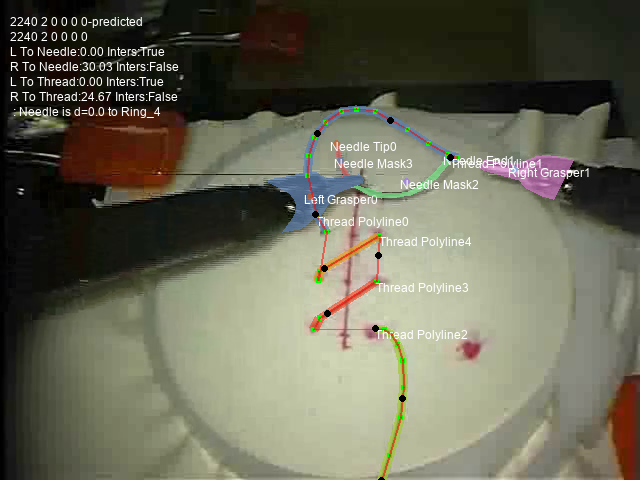 2240 2 0 0 0 0-predicted
2240 2 0 0 0 0
L To Needle:0.00 Inters:True
R To Needle:30.03 Inters:False
L To Thread:0.00 Inters:True
R To Thread:24.67 Inters:False
: Needle is d=0.0 to Ring_4
Needle Tip0
Needle End1
Thread Polyline1
Needle Mask3
Right Grasper1
Needle Mask2
Left Grasper0
Thread Polyline0
Thread Polyline4
Thread Polyline3
Thread Polyline2